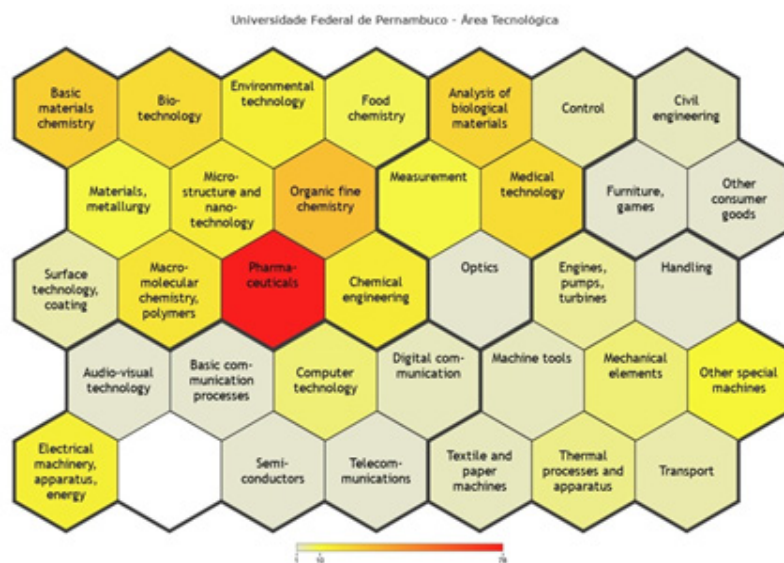 Universidade Federal de Pernambuco - Área Tecnológica
Basic
materials
chemistry
Bio-
technology
Environmental
technology
Food
chemistry
Analysis of
biological
materials
Control
Civil
engineering
Materials,
metallurgy
Micro-
structure and
nano-
technology
Organic fine
chemistry
Measurement
Medical
technology
Furniture,
games
Other
consumer
goods
Surface
technology,
coating
Macro-
molecular
chemistry,
polymers
Pharma-
ceuticals
Chemical
engineering
Optics
Engines,
pumps,
turbines
Handling
Audio-visual
technology
Basic com-
munication
processes
Computer
technology
Digital com-
munication
Machine tools
Mechanical
elements
Other special
machines
Electrical
machinery,
apparatus,
energy
Semi-
conductors
Telecom-
munications
Textile and
paper
machines
Thermal
processes and
apparatus
Transport
1